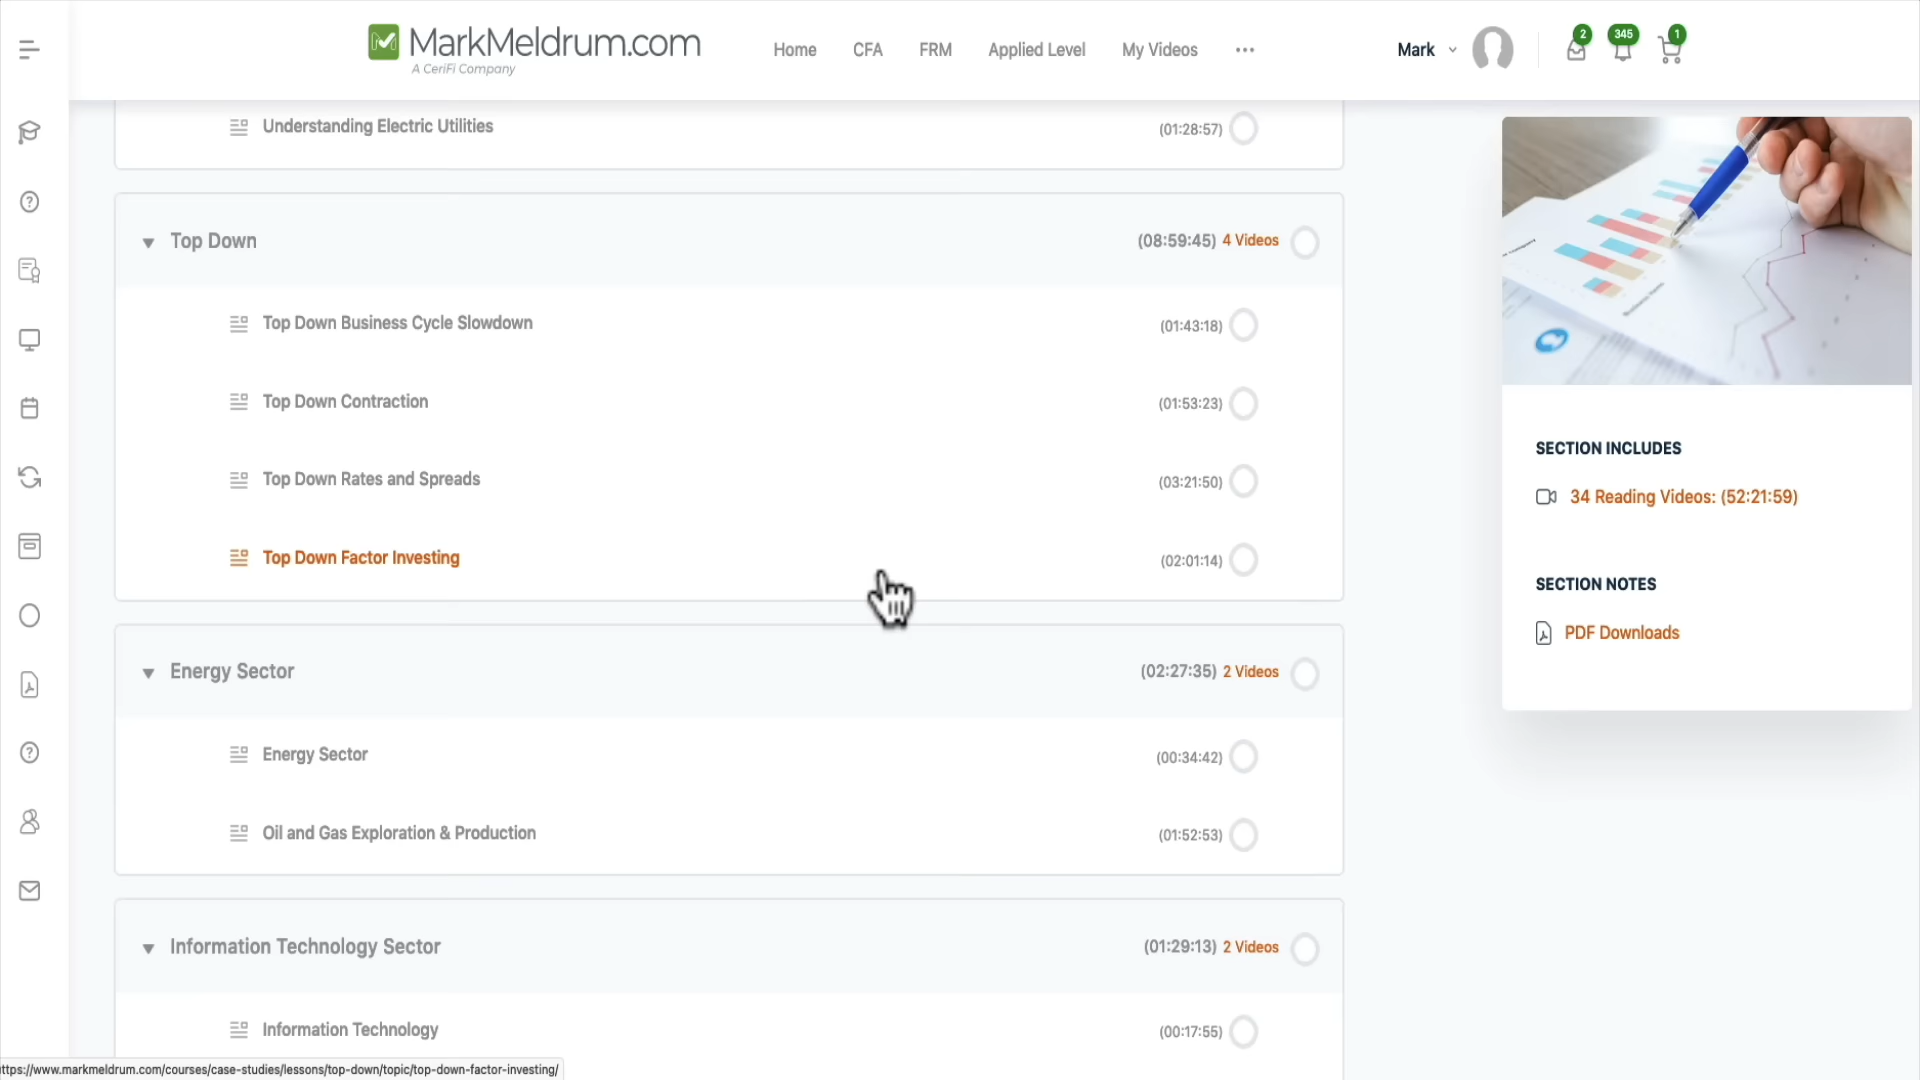 MarkMeldrum.com
A CeriFi Company
Home
CFA
FRM
Applied Level
My Videos
Mark
2
345
1
Understanding Electric Utilities
(01:28:57)
Top Down
(08:59:45) 4 Videos
Top Down Business Cycle Slowdown
(01:43:18)
Top Down Contraction
(01:53:23)
Top Down Rates and Spreads
(03:21:50)
Top Down Factor Investing
(02:01:14)
Energy Sector
(02:27:35) 2 Videos
Energy Sector
(00:34:42)
Oil and Gas Exploration & Production
(01:52:53)
Information Technology Sector
(01:29:13) 2 Videos
Information Technology
(00:17:55)
SECTION INCLUDES
34 Reading Videos: (52:21:59)
SECTION NOTES
PDF Downloads
ttps://www.markmeldrum.com/courses/case-studies/lessons/top-down/topic/top-down-factor-investing/